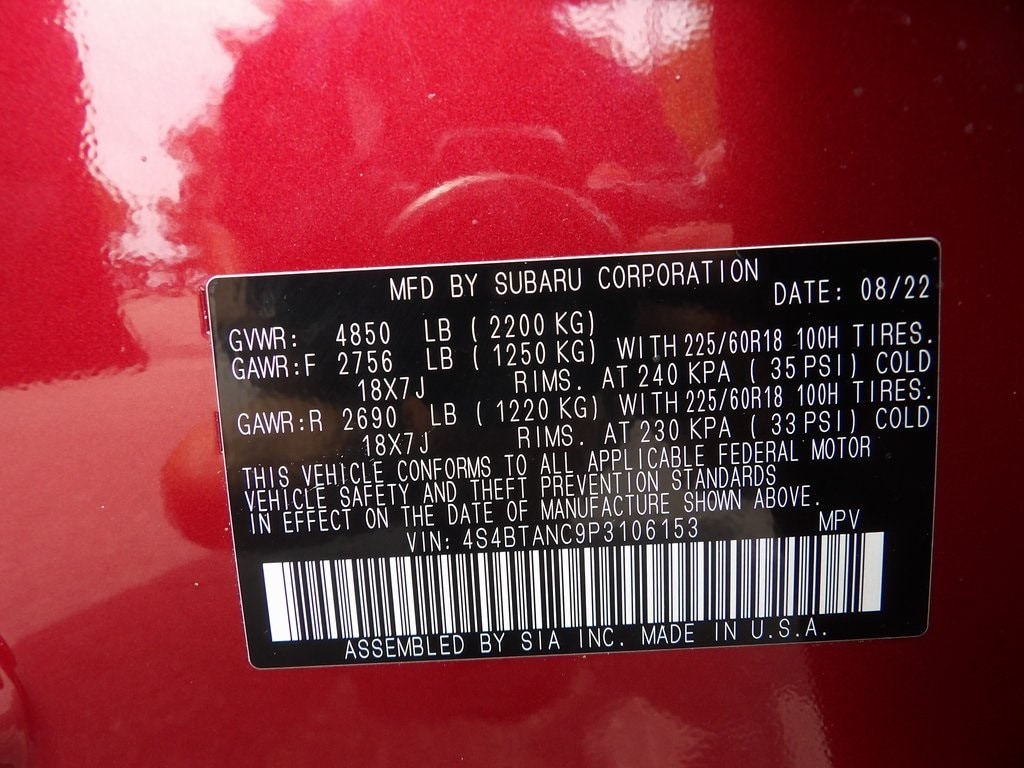 MFD BY SUBARU CORPORATION DATE: 08/22
GVWR: 4850 LB ( 2200 KG)
GAWR:F 2756 LB ( 1250 KG) WITH 225/60R18 100H TIRES.
18X7J RIMS. AT 240 KPA ( 35 PSI) COLD
GAWR:R 2690 LB ( 1220 KG) WITH 225/60R18 100H TIRES.
18X7J RIMS. AT 230 KPA ( 33 PSI) COLD
THIS VEHICLE CONFORMS TO ALL APPLICABLE FEDERAL MOTOR
VEHICLE SAFETY AND THEFT PREVENTION STANDARDS
IN EFFECT ON THE DATE OF MANUFACTURE SHOWN ABOVE.
VIN: 4S4BTANC9P3106153 MPV
ASSEMBLED BY SIA INC. MADE IN U.S.A.